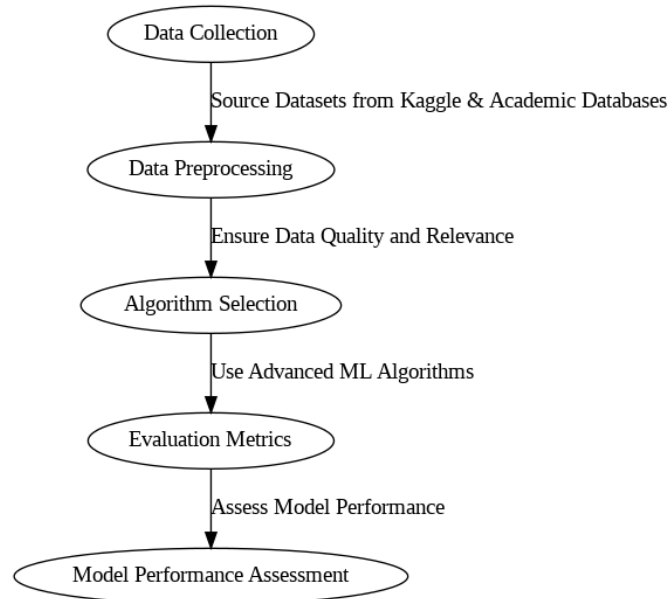 Data Collection
Source Datasets from Kaggle & Academic Databases
Data Preprocessing
Ensure Data Quality and Relevance
Algorithm Selection
Use Advanced ML Algorithms
Evaluation Metrics
Assess Model Performance
Model Performance Assessment